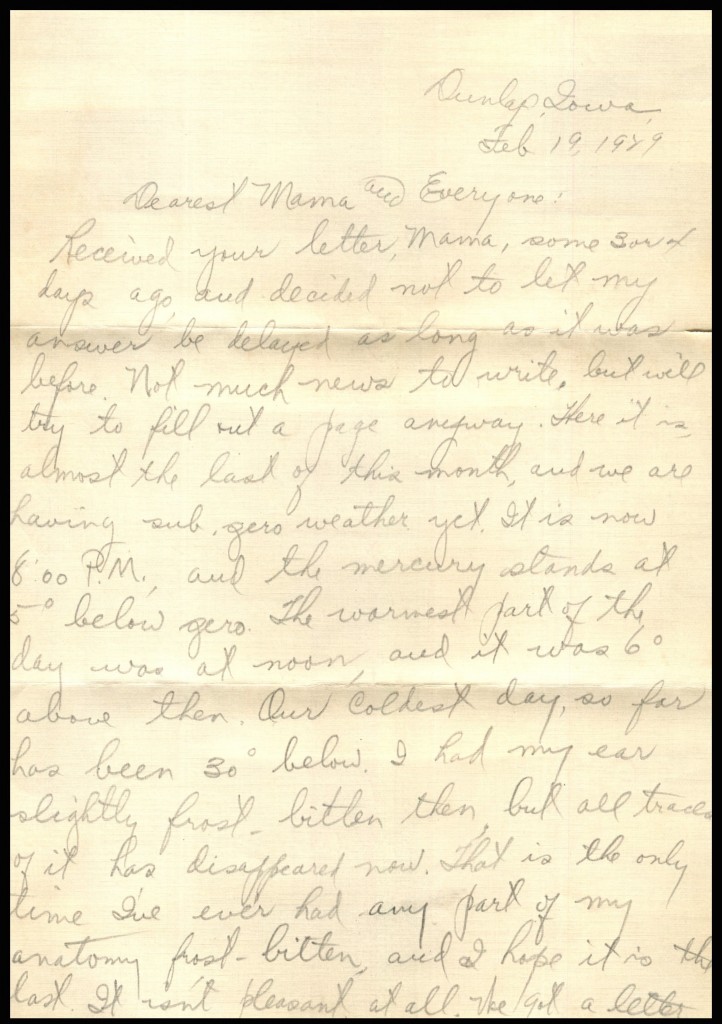 Dunlap, Iowa,
Feb 19, 1929
Dearest Mama and Everyone:
Received your letter, Mama, some 3 or 4
days ago, and decided not to let my
answer be delayed as long as it was
before. Not much news to write, but will
try to fill out a page anyway. Here it is,
almost the last of this month, and we are
having sub-zero weather yet. It is now
8:00 P.M., and the mercury stands at
5° below zero. The warmest part of the
day was at noon, and it was 6°
above then. Our coldest day, so far
has been 30° below. I had my ear
slightly frost-bitten then, but all traces
of it has disappeared now. That is the only
time I've ever had any part of my
anatomy frost-bitten, and I hope it is the
last. It isn't pleasant at all. We got a letter